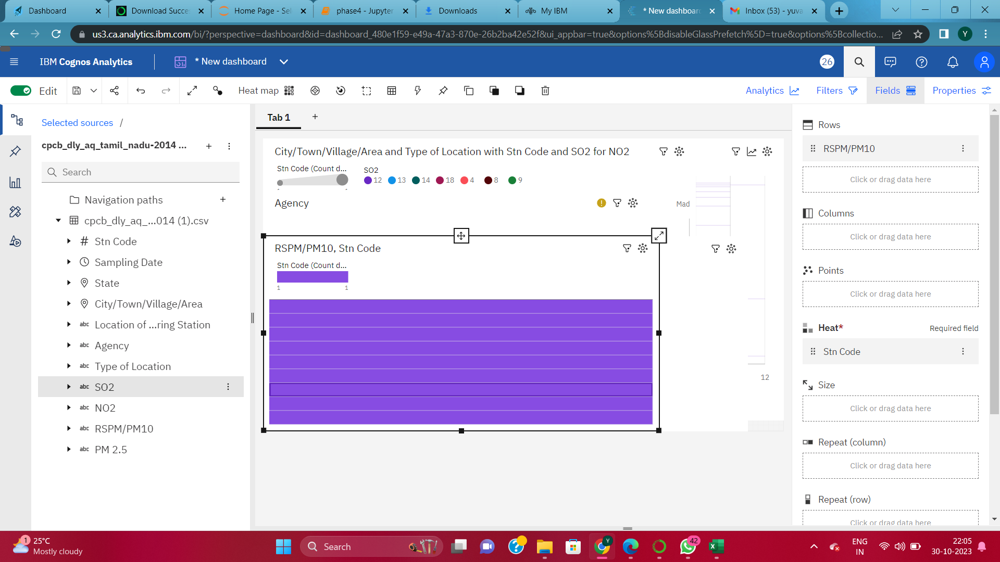 Dashboard
Download Succe
Home Page - Sel
phase4 - Jupyter
Downloads
My IBM
* New dashboard
Inbox (53) - yuva
us3.ca.analytics.ibm.com/bi/?perspective=dashboard&id=dashboard_480e1f59-e49a-47a3-870e-26b2ba42e52f&ui_appbar=true&options%5BdisableGlassPrefetch%5D=true&options%5Bcollectio...
Y
IBM Cognos Analytics
* New dashboard
26
Edit
Heat map
Analytics
Filters
Fields
Properties
Selected sources /
cpcb_dly_aq_tamil_nadu-2014 ...
Search
Navigation paths
cpcb_dly_aq_...014 (1).csv
# Stn Code
Sampling Date
State
City/Town/Village/Area
abc Location of ...ring Station
abc Agency
abc Type of Location
abc SO2
abc NO2
abc RSPM/PM10
abc PM 2.5
Tab 1
City/Town/Village/Area and Type of Location with Stn Code and SO2 for NO2
Stn Code (Count d...
SO2
12 13 14 18 4 8 9
Agency
Mad
RSPM/PM10, Stn Code
Stn Code (Count d...
1 1
12
Rows
RSPM/PM10
Click or drag data here
Columns
Click or drag data here
Points
Click or drag data here
Heat*
Required field
Stn Code
Size
Click or drag data here
Repeat (column)
Click or drag data here
Repeat (row)
Click or drag data here
1
25°C
Mostly cloudy
Search
Y
42
ENG
IN
22:05
30-10-2023